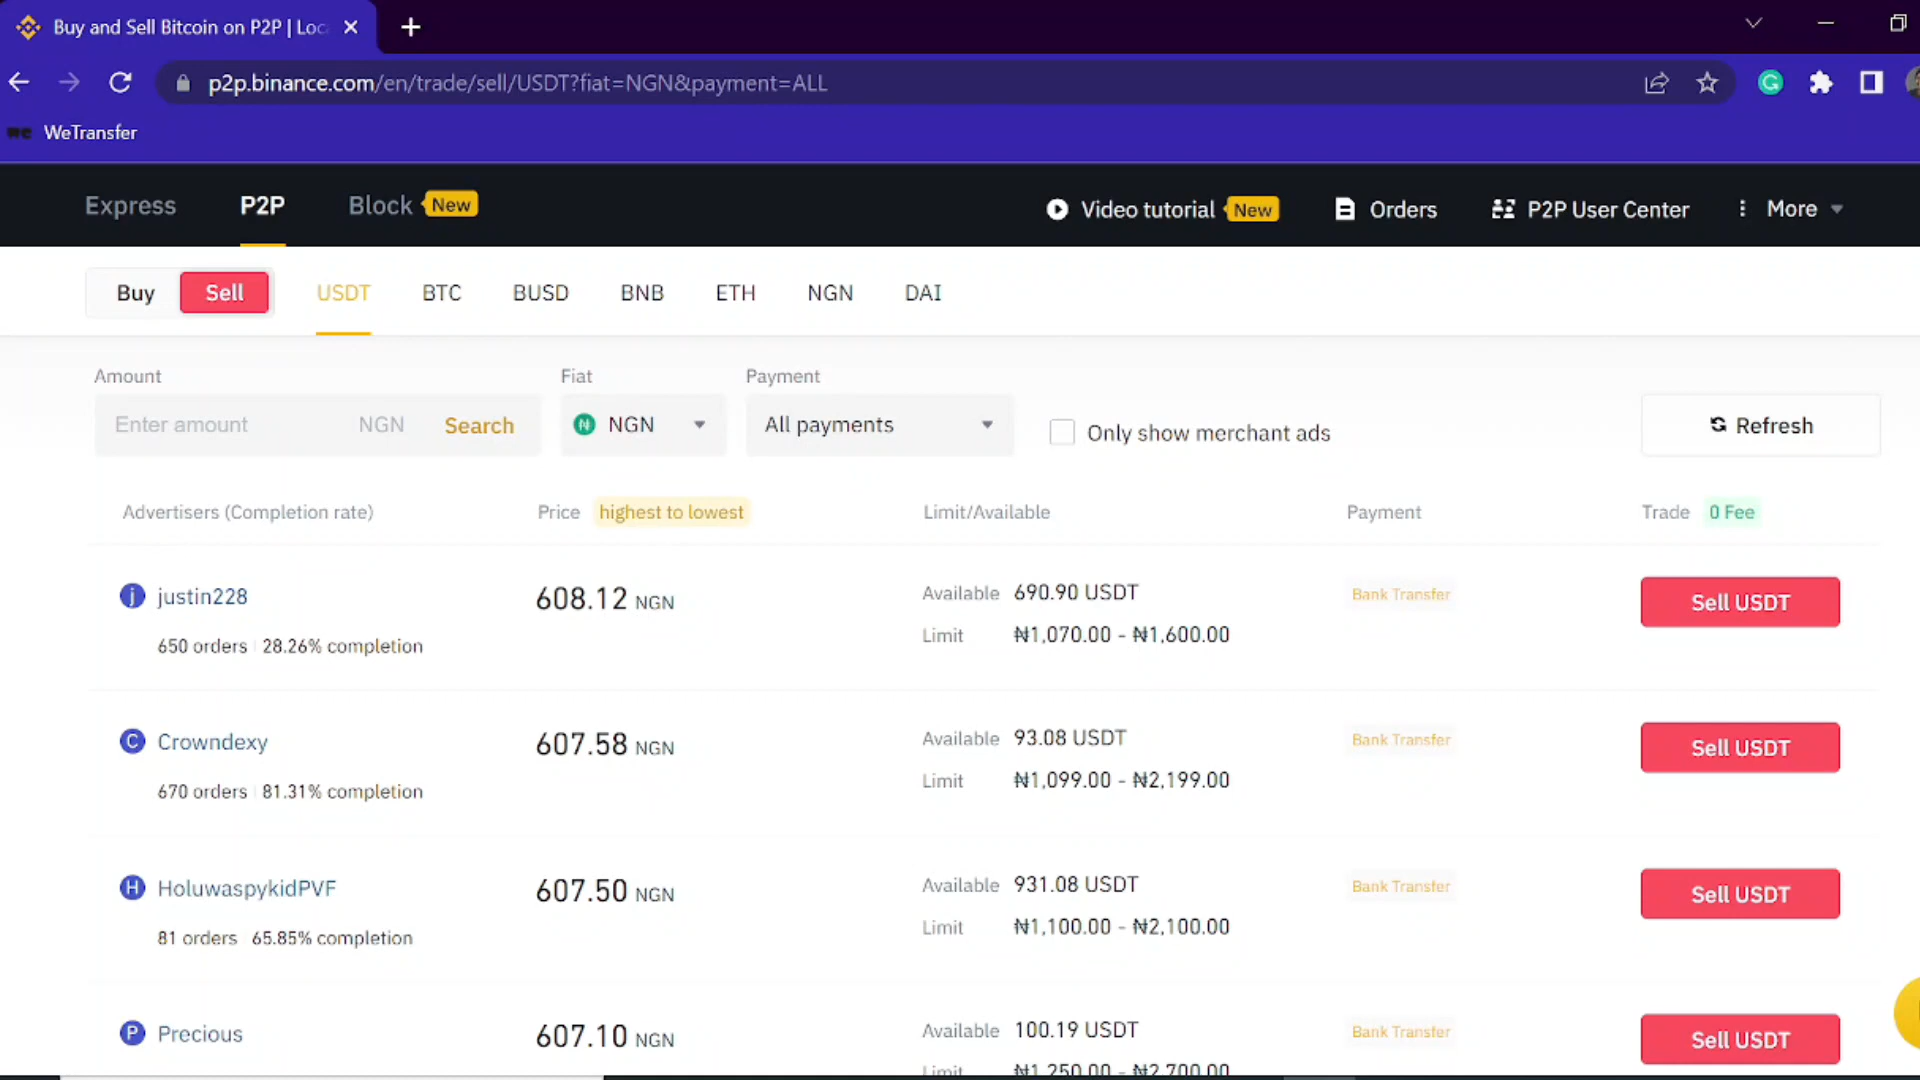 Buy and Sell Bitcoin on P2P | Loc
p2p.binance.com/en/trade/sell/USDT?fiat=NGN&payment=ALL
WeTransfer
Express P2P Block New Video tutorial New Orders P2P User Center More
Buy Sell USDT BTC BUSD BNB ETH NGN DAI
Amount Fiat Payment
Enter amount NGN Search NGN All payments Only show merchant ads Refresh
Advertisers (Completion rate) Price highest to lowest Limit/Available Payment Trade 0 Fee
j justin228 608.12 NGN Available 690.90 USDT Bank Transfer Sell USDT
650 orders 28.26% completion Limit ₦1,070.00 - ₦1,600.00
C Crowndexy 607.58 NGN Available 93.08 USDT Bank Transfer Sell USDT
670 orders 81.31% completion Limit ₦1,099.00 - ₦2,199.00
H HoluwaspykidPVF 607.50 NGN Available 931.08 USDT Bank Transfer Sell USDT
81 orders 65.85% completion Limit ₦1,100.00 - ₦2,100.00
P Precious 607.10 NGN Available 100.19 USDT Bank Transfer Sell USDT
Limit ₦1,250.00 - ₦2,700.00